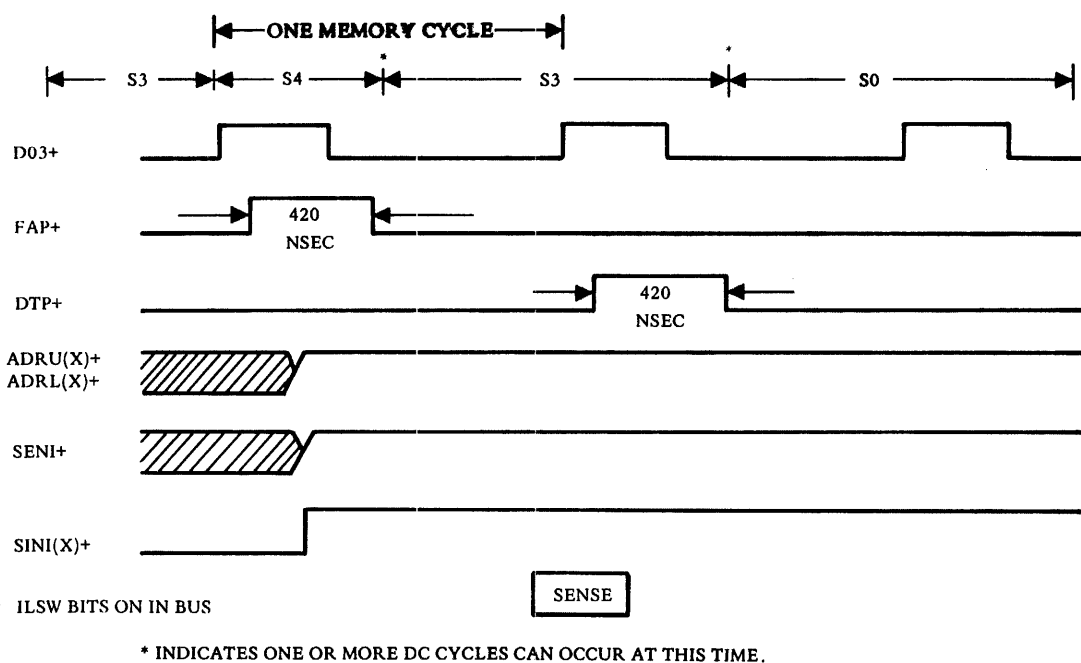 ONE MEMORY CYCLE
* *
S3 S4 S3 S0
D03+
FAP+
420
NSEC
DTP+
420
NSEC
ADRU(X)+
ADRL(X)+
SENI+
SINI(X)+
ILSW BITS ON IN BUS
SENSE
* INDICATES ONE OR MORE DC CYCLES CAN OCCUR AT THIS TIME.